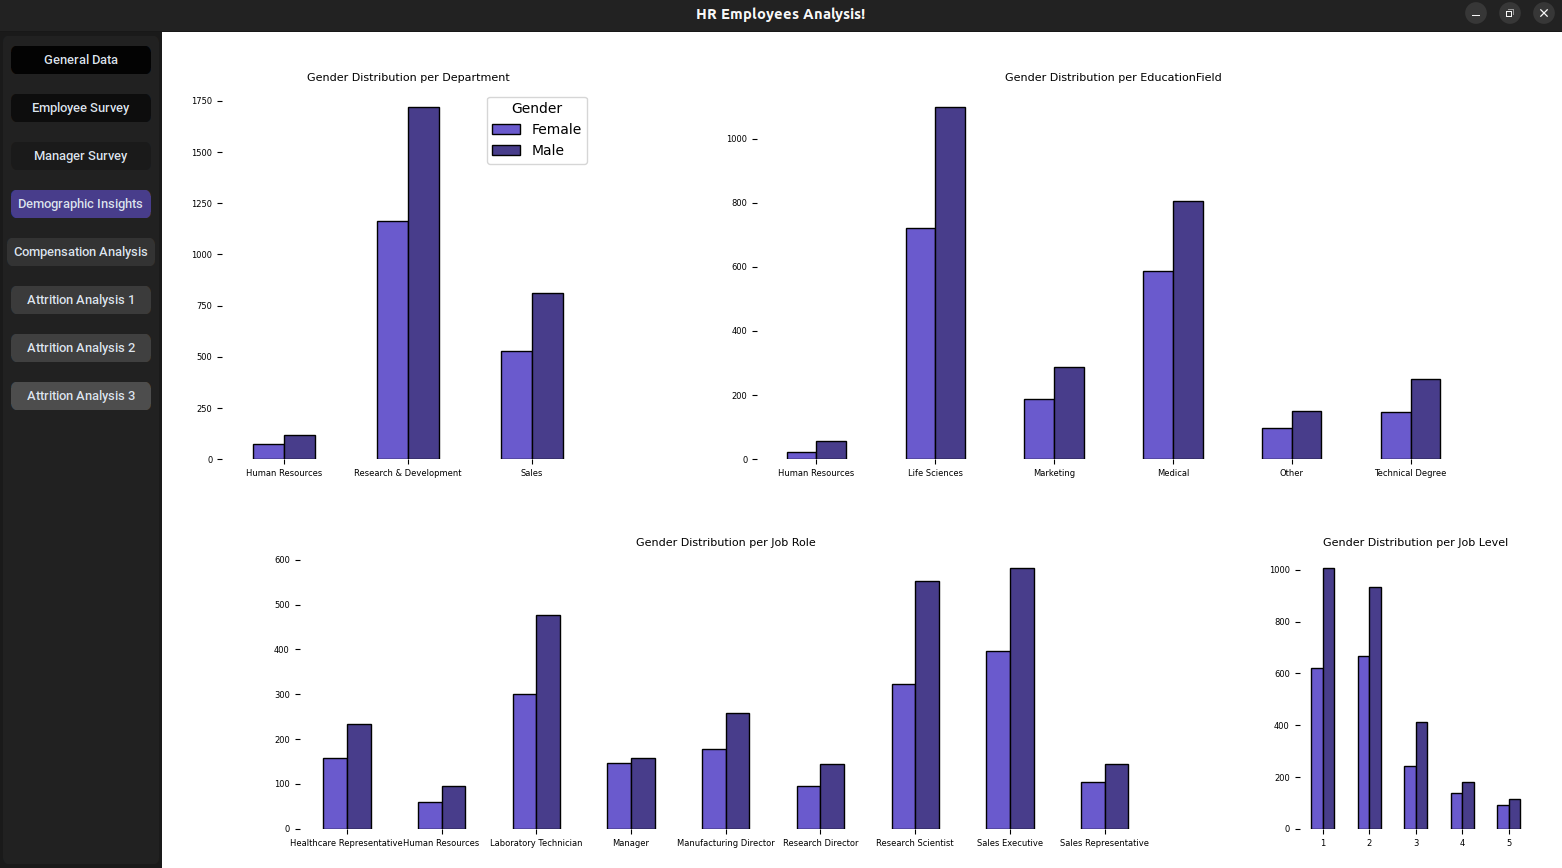 HR Employees Analysis!
General Data
Employee Survey
Manager Survey
Demographic Insights
Compensation Analysis
Attrition Analysis 1
Attrition Analysis 2
Attrition Analysis 3
Gender Distribution per Department
1750
1500
1250
1000
750
500
250
0
Human Resources Research & Development Sales
Gender
Female
Male
Gender Distribution per EducationField
1000
800
600
400
200
0
Human Resources Life Sciences Marketing Medical Other Technical Degree
Gender Distribution per Job Role
600
500
400
300
200
100
0
Healthcare Representative Human Resources Laboratory Technician Manager Manufacturing Director Research Director Research Scientist Sales Executive Sales Representative
Gender Distribution per Job Level
1000
800
600
400
200
0
1 2 3 4 5